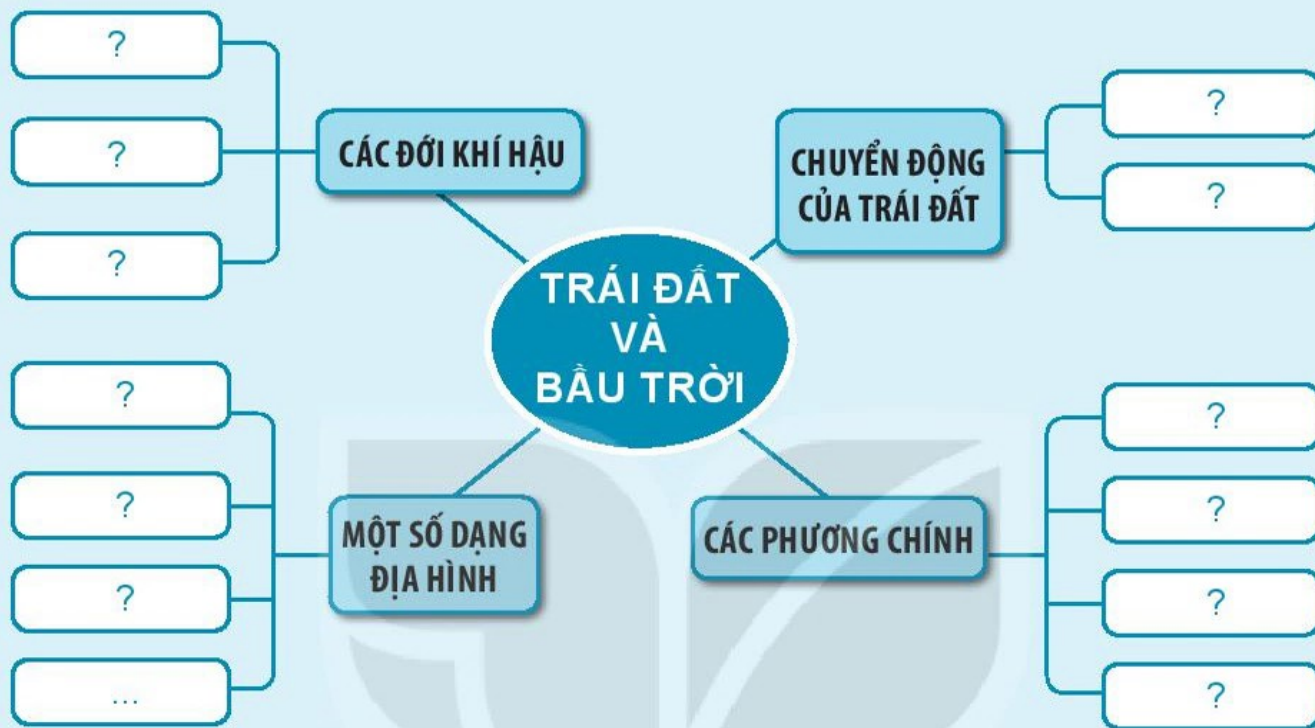 ?
?
?
CÁC ĐỚI KHÍ HẬU
CHUYỂN ĐỘNG
CỦA TRÁI ĐẤT
?
?
TRÁI ĐẤT
VÀ
BẦU TRỜI
?
?
?
...
MỘT SỐ DẠNG
ĐỊA HÌNH
CÁC PHƯƠNG CHÍNH
?
?
?
?